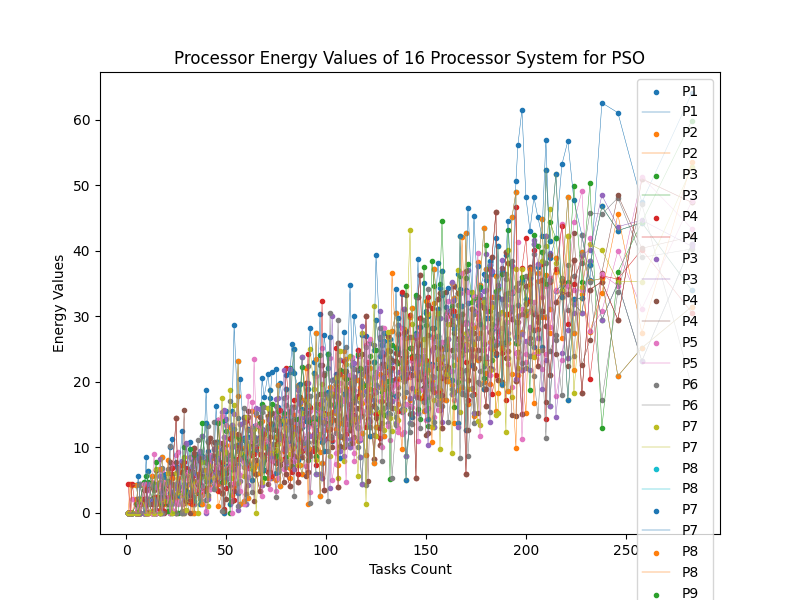 Processor Energy Values of 16 Processor System for PSO
60
50
40
30
20
10
0
Energy Values
0
50
100
150
200
250
Tasks Count
P1
P1
P2
P2
P3
P3
P4
P4
P3
P3
P4
P4
P5
P5
P6
P6
P7
P7
P8
P8
P7
P7
P8
P8
P9